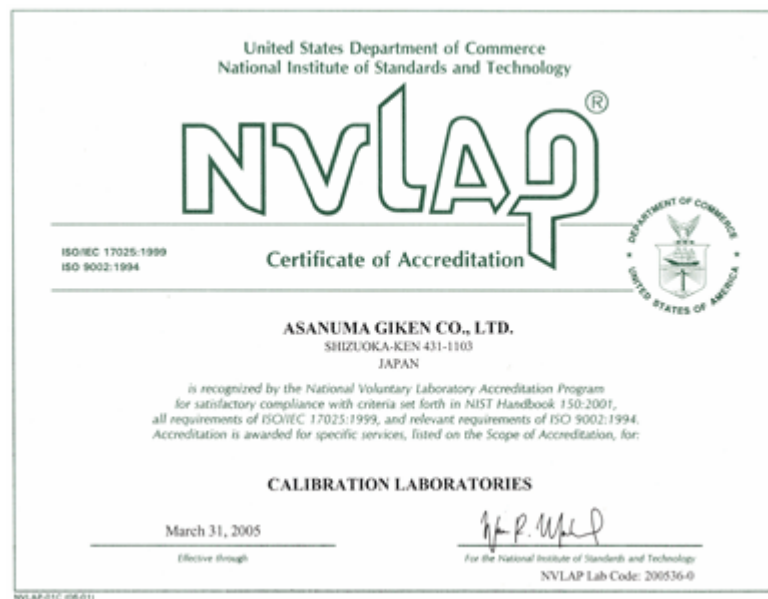 United States Department of Commerce
National Institute of Standards and Technology
NVLAP®
ISO/IEC 17025:1999
ISO 9002:1994
Certificate of Accreditation
DEPARTMENT OF COMMERCE
UNITED STATES OF AMERICA
ASANUMA GIKEN CO., LTD.
SHIZUOKA-KEN 431-1103
JAPAN
is recognized by the National Voluntary Laboratory Accreditation Program
for satisfactory compliance with criteria set forth in NIST Handbook 150:2001,
all requirements of ISO/IEC 17025:1999, and relevant requirements of ISO 9002:1994.
Accreditation is awarded for specific services, listed on the Scope of Accreditation, for:
CALIBRATION LABORATORIES
March 31, 2005
Effective through
For the National Institute of Standards and Technology
NVLAP Lab Code: 200536-0
NVLAP-01C (06-01)